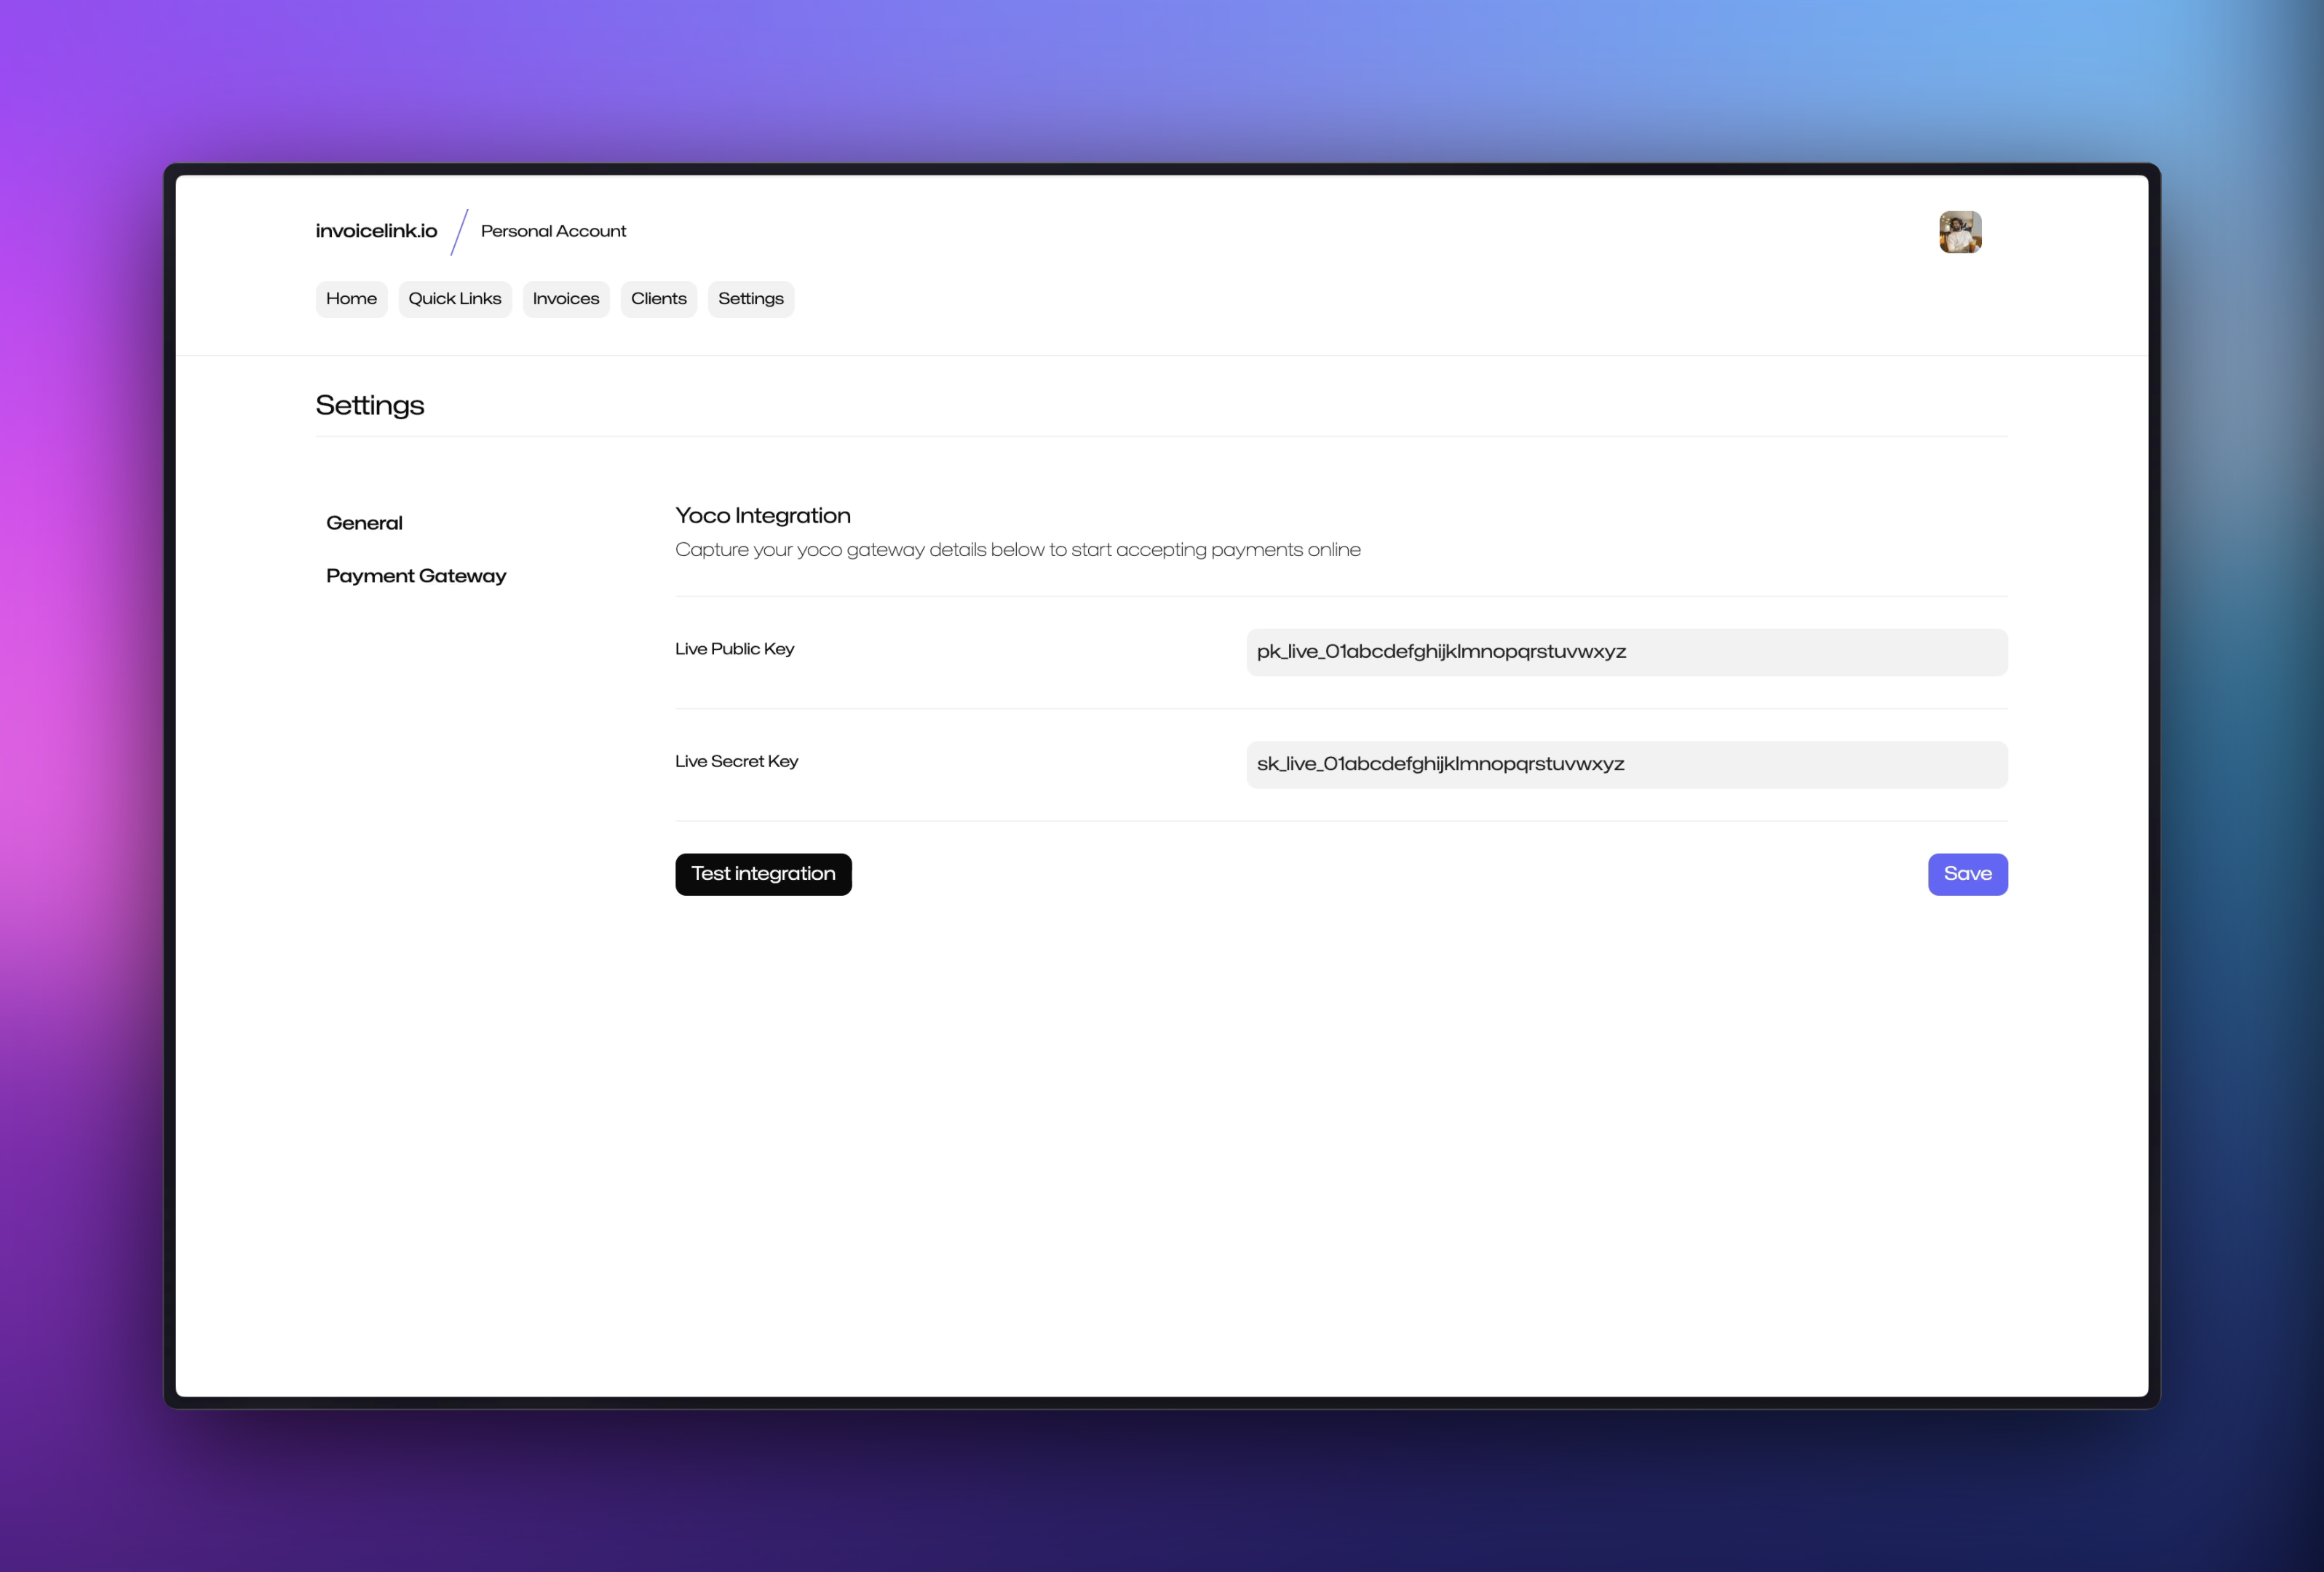 invoicelink.io Personal Account
Home Quick Links Invoices Clients Settings
Settings
General
Payment Gateway
Yoco Integration
Capture your yoco gateway details below to start accepting payments online
Live Public Key pk_live_01abcdefghijklmnopqrstuvwxyz
Live Secret Key sk_live_01abcdefghijklmnopqrstuvwxyz
Test integration Save